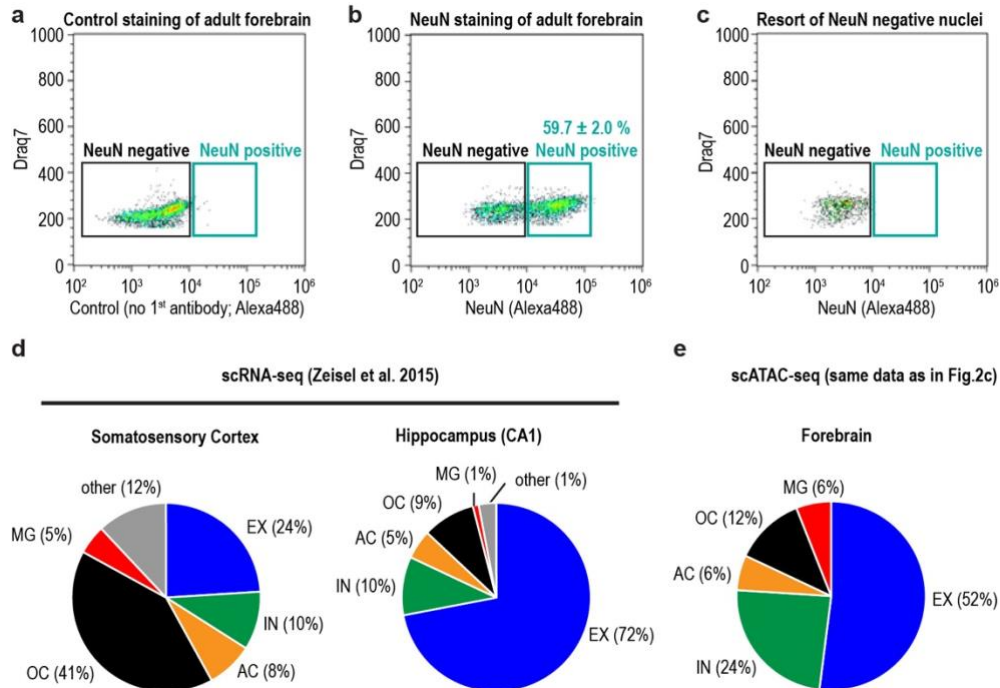 a
Control staining of adult forebrain
1000
800
600
400
200
0
Draq7
NeuN negative
NeuN positive
10² 10³ 10⁴ 10⁵ 10⁶
Control (no 1ˢᵗ antibody; Alexa488)
b
NeuN staining of adult forebrain
1000
800
600
400
200
0
Draq7
59.7 ± 2.0 %
NeuN negative
NeuN positive
10² 10³ 10⁴ 10⁵ 10⁶
NeuN (Alexa488)
c
Resort of NeuN negative nuclei
1000
800
600
400
200
0
Draq7
NeuN negative
NeuN positive
10² 10³ 10⁴ 10⁵ 10⁶
NeuN (Alexa488)
d
scRNA-seq (Zeisel et al. 2015)
Somatosensory Cortex
other (12%)
MG (5%)
EX (24%)
IN (10%)
OC (41%)
AC (8%)
Hippocampus (CA1)
MG (1%)
other (1%)
OC (9%)
AC (5%)
IN (10%)
EX (72%)
e
scATAC-seq (same data as in Fig.2c)
Forebrain
MG (6%)
OC (12%)
AC (6%)
EX (52%)
IN (24%)